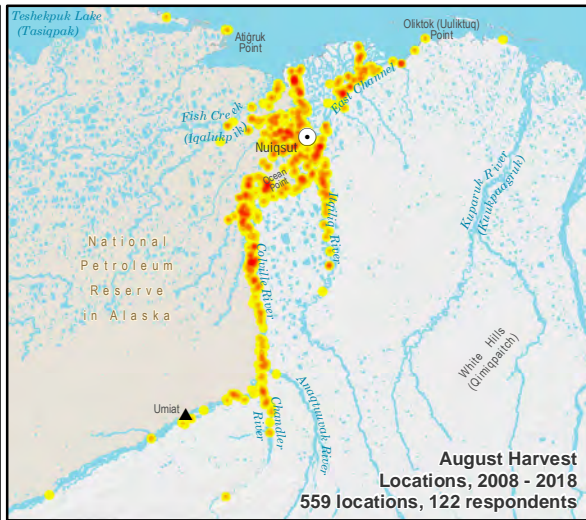 Teshekpuk Lake
(Tasiqpak)
Atigruk
Point
Oliktok (Uuliktuq)
Point
Fish Creek
(Iqalukpik)
East Channel
Nuiqsut
Ocean
Point
Itqiliq River
Kuparuk River
(Kuukpaagruk)
National
Petroleum
Reserve
in Alaska
Colville River
White Hills
(Qimiqpaitch)
Umiat
Chandler
River
Anaqtuuvak River
August Harvest
Locations, 2008 - 2018
559 locations, 122 respondents